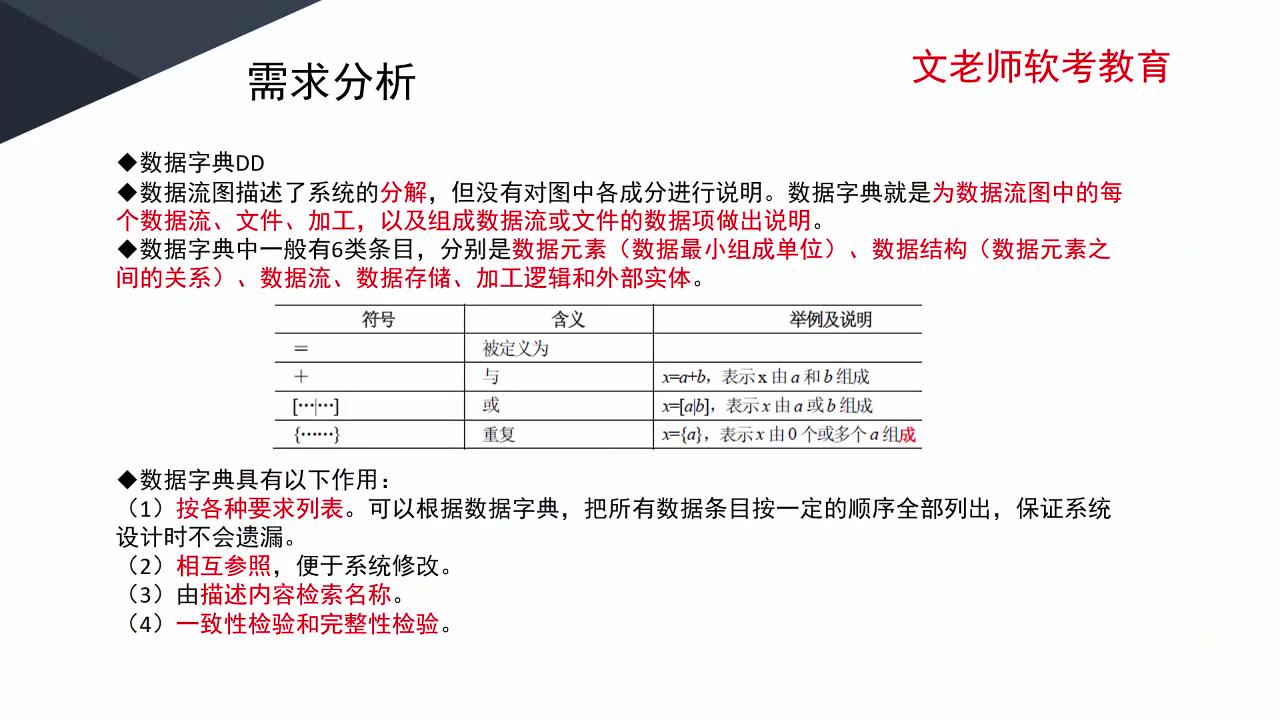 需求分析
文老师软考教育
◆数据字典DD
◆数据流图描述了系统的分解，但没有对图中各成分进行说明。数据字典就是为数据流图中的每
个数据流、文件、加工，以及组成数据流或文件的数据项做出说明。
◆数据字典中一般有6类条目，分别是数据元素（数据最小组成单位）、数据结构（数据元素之
间的关系）、数据流、数据存储、加工逻辑和外部实体。
符号 含义 举例及说明
＝ 被定义为
＋ 与 x=a+b，表示 x 由 a 和 b 组成
[···|···] 或 x=[a|b]，表示 x 由 a 或 b 组成
{······} 重复 x={a}，表示 x 由 0 个或多个 a 组成
◆数据字典具有以下作用：
（1）按各种要求列表。可以根据数据字典，把所有数据条目按一定的顺序全部列出，保证系统
设计时不会遗漏。
（2）相互参照，便于系统修改。
（3）由描述内容检索名称。
（4）一致性检验和完整性检验。